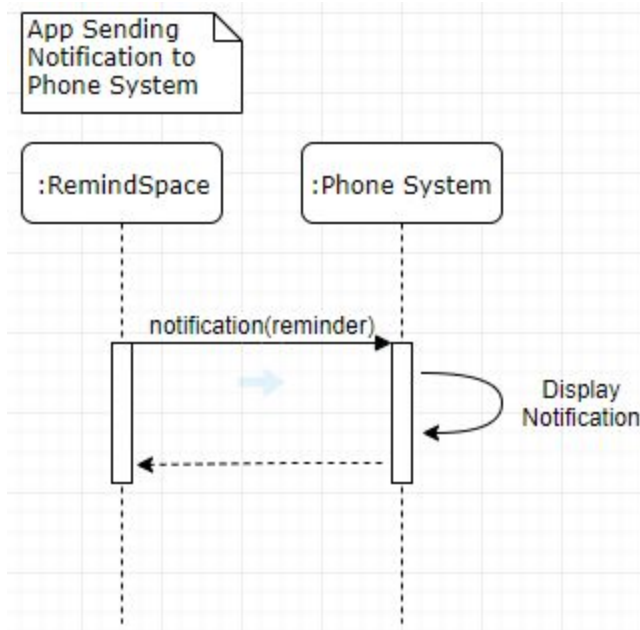 App Sending
Notification to
Phone System
:RemindSpace
:Phone System
notification(reminder)
Display
Notification